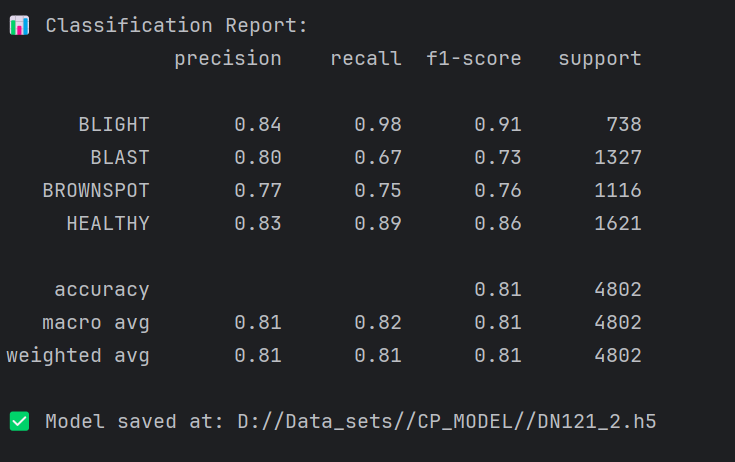 📊 Classification Report:
precision recall f1-score support
BLIGHT 0.84 0.98 0.91 738
BLAST 0.80 0.67 0.73 1327
BROWNSPOT 0.77 0.75 0.76 1116
HEALTHY 0.83 0.89 0.86 1621
accuracy 0.81 4802
macro avg 0.81 0.82 0.81 4802
weighted avg 0.81 0.81 0.81 4802
✅ Model saved at: D://Data_sets//CP_MODEL//DN121_2.h5